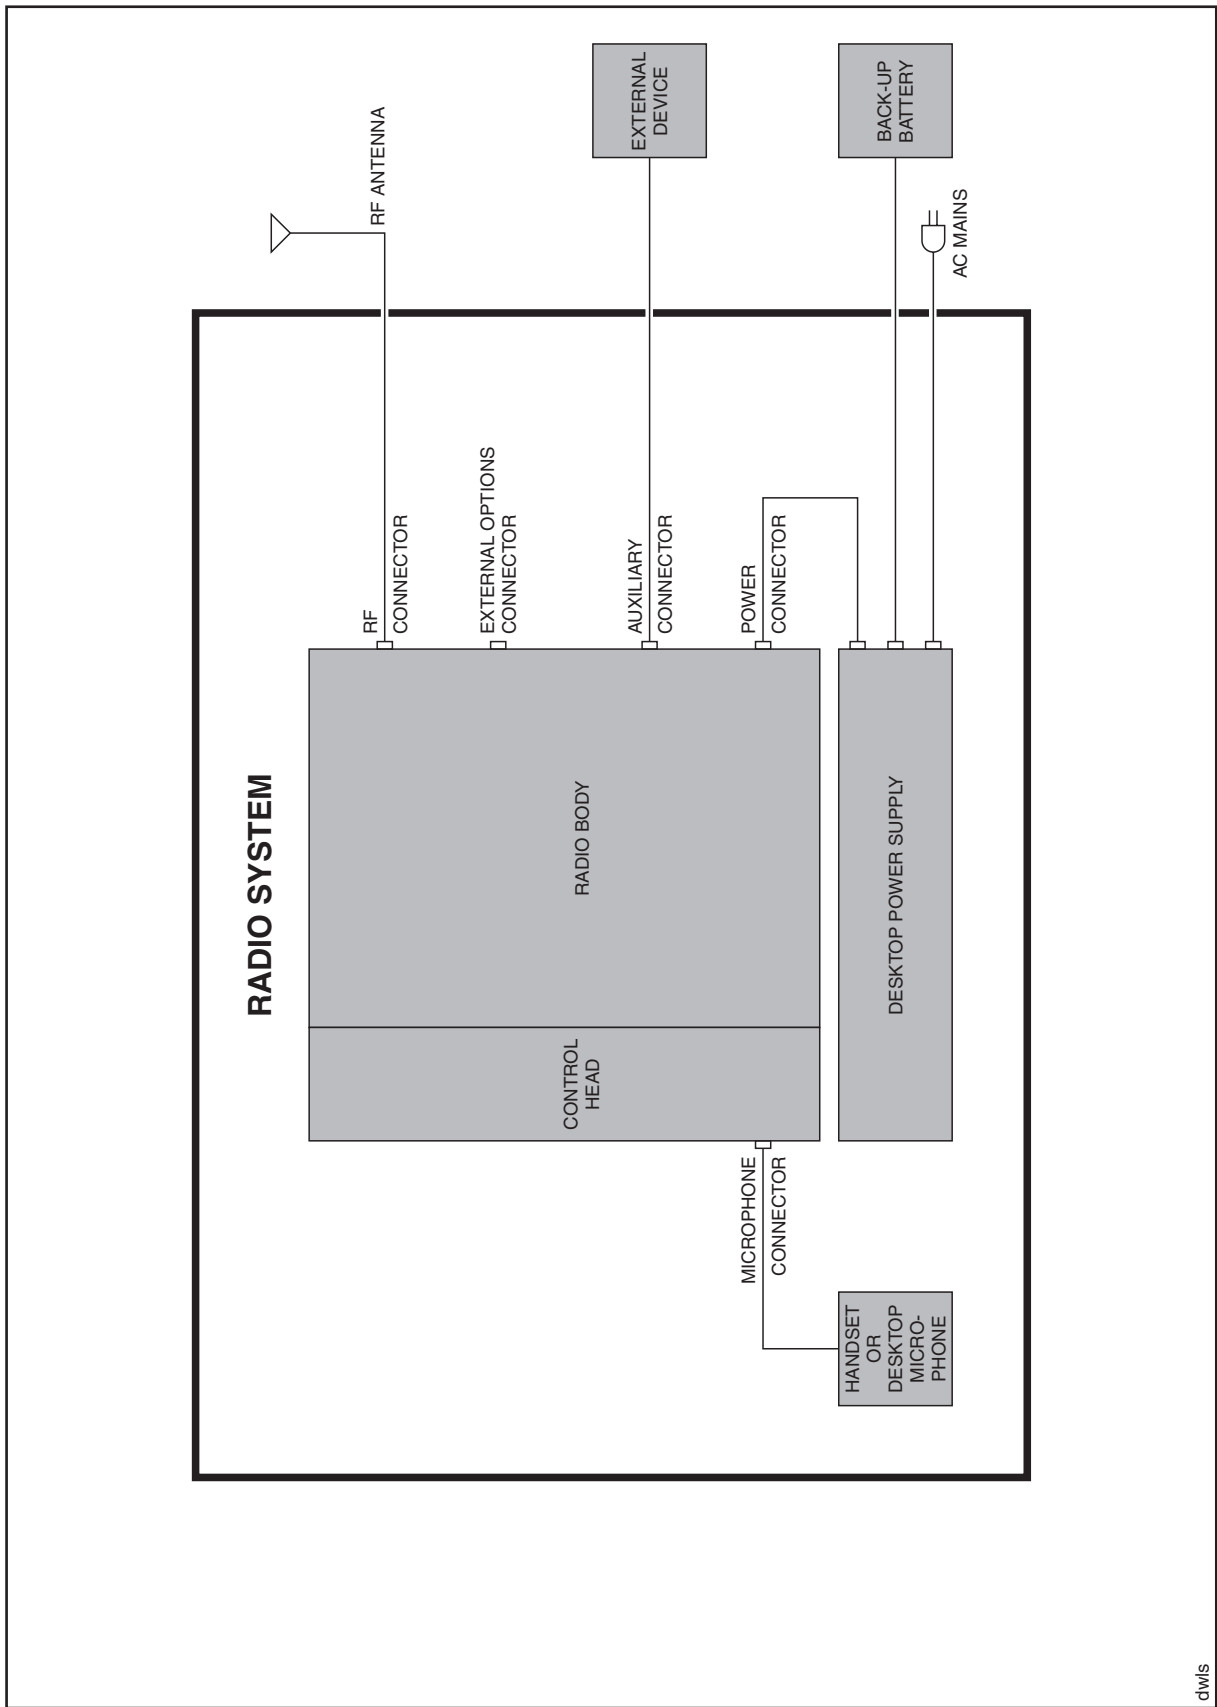 RADIO SYSTEM
RF ANTENNA
RF
CONNECTOR
EXTERNAL OPTIONS
CONNECTOR
EXTERNAL
DEVICE
AUXILIARY
CONNECTOR
POWER
CONNECTOR
RADIO BODY
CONTROL
HEAD
MICROPHONE
CONNECTOR
HANDSET
OR
DESKTOP
MICRO-
PHONE
DESKTOP POWER SUPPLY
BACK-UP
BATTERY
AC MAINS
dwls